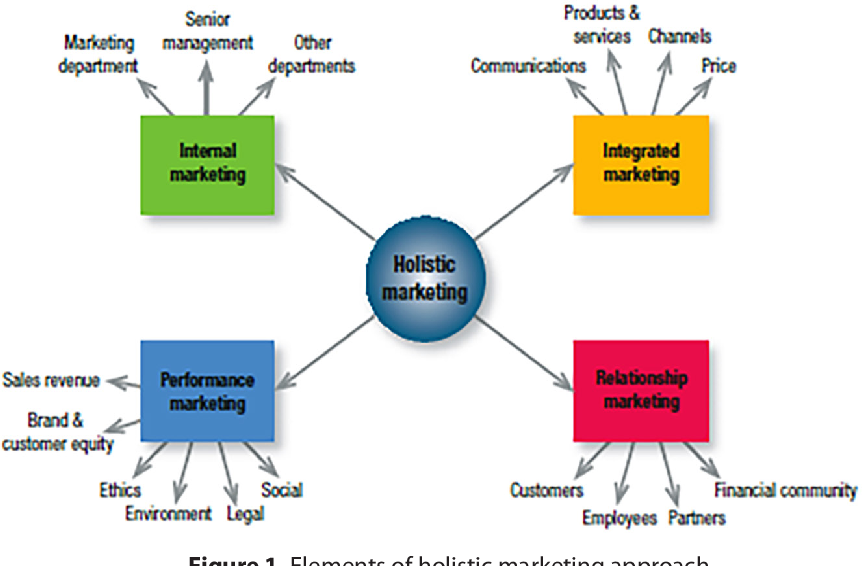 Senior
management
Marketing
department
Other
departments
Products &
services
Channels
Communications
Price
Internal
marketing
Integrated
marketing
Holistic
marketing
Performance
marketing
Relationship
marketing
Sales revenue
Brand &
customer equity
Ethics
Environment
Legal
Social
Customers
Employees
Partners
Financial community
Figure 1. Elements of holistic marketing approach